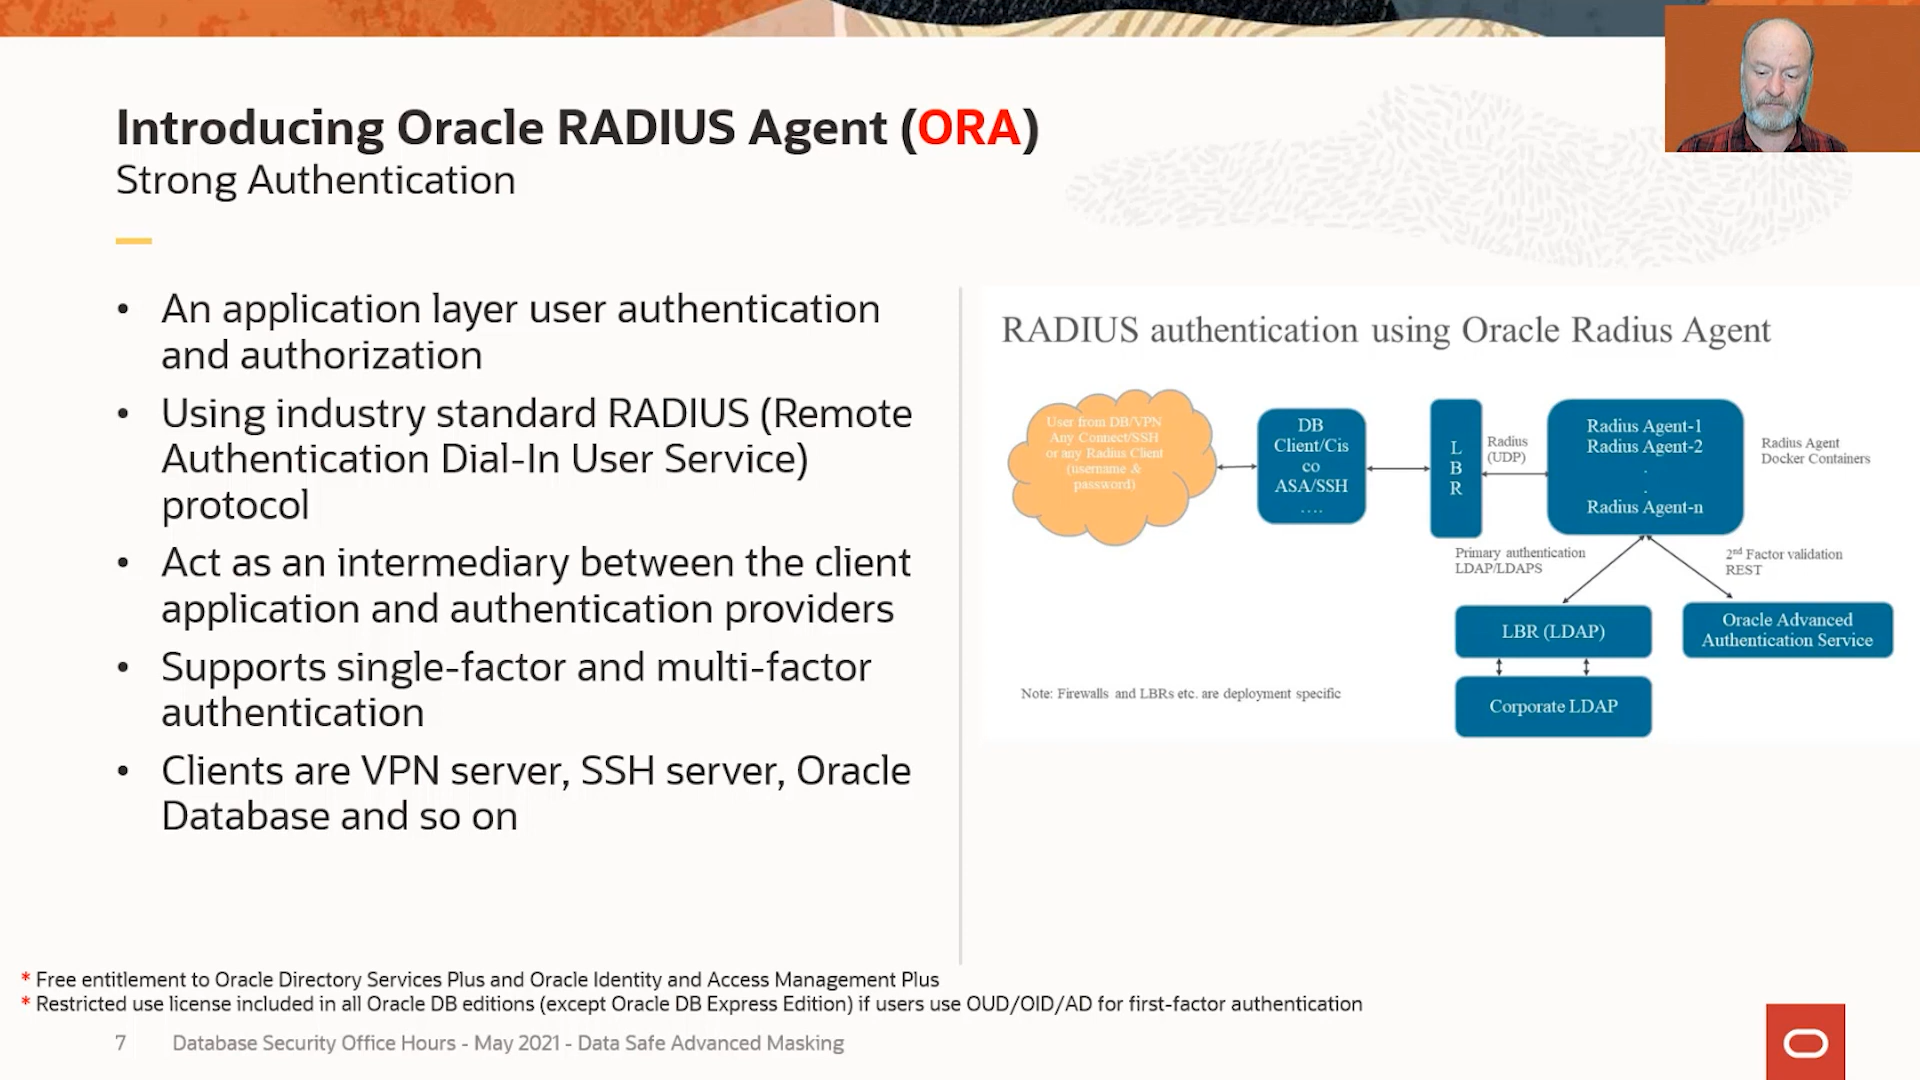 Introducing Oracle RADIUS Agent (ORA)
Strong Authentication
• An application layer user authentication
and authorization
• Using industry standard RADIUS (Remote
Authentication Dial-In User Service)
protocol
• Act as an intermediary between the client
application and authentication providers
• Supports single-factor and multi-factor
authentication
• Clients are VPN server, SSH server, Oracle
Database and so on
RADIUS authentication using Oracle Radius Agent
User from DB/VPN
Any Connect/SSH
or any Radius Client
(username &
password)
DB
Client/Cis
co
ASA/SSH
....
L
B
R
Radius
(UDP)
Radius Agent-1
Radius Agent-2
.
.
Radius Agent-n
Radius Agent
Docker Containers
Primary authentication
LDAP/LDAPS
2nd Factor validation
REST
LBR (LDAP)
Oracle Advanced
Authentication Service
Corporate LDAP
Note: Firewalls and LBRs etc. are deployment specific
* Free entitlement to Oracle Directory Services Plus and Oracle Identity and Access Management Plus
* Restricted use license included in all Oracle DB editions (except Oracle DB Express Edition) if users use OUD/OID/AD for first-factor authentication
7 Database Security Office Hours - May 2021 - Data Safe Advanced Masking